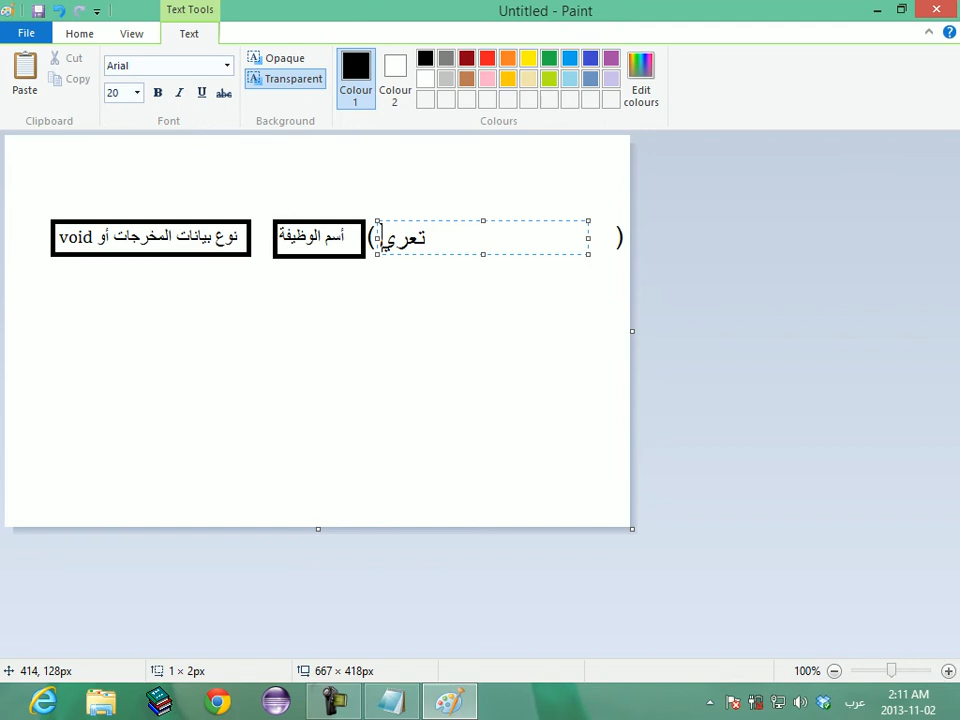 Text Tools
Untitled - Paint
File
Home
View
Text
Paste
Cut
Copy
Clipboard
Arial
20
B I U abc
Font
Opaque
Transparent
Background
Colour 1
Colour 2
Edit colours
Colours
نوع بيانات المخرجات أو void
أسم الوظيفة
( تعري )
414, 128px
1 × 2px
667 × 418px
100%
عرب
2:11 AM
2013-11-02